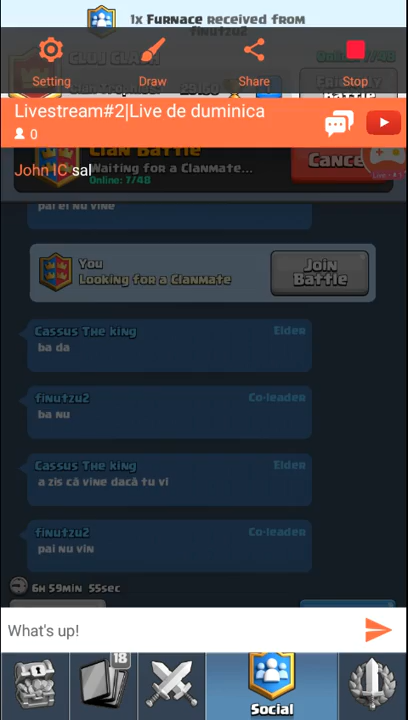 1x Furnace received from
finutzu2
CLUJ CLASH
Setting
Draw
Share
Stop
Livestream#2|Live de duminica
0
Clan Battle
Cance
John IC sal
Waiting for a Clanmate...
Online: 7/48
pai ei nu vine
You
Looking for a Clanmate
Join
Battle
Cassus The king
Elder
ba da
finutzu2
Co-leader
ba nu
Cassus The king
Elder
a zis că vine dacă tu vi
finutzu2
Co-leader
pai nu vin
6h 59min 55sec
What's up!
18
Social